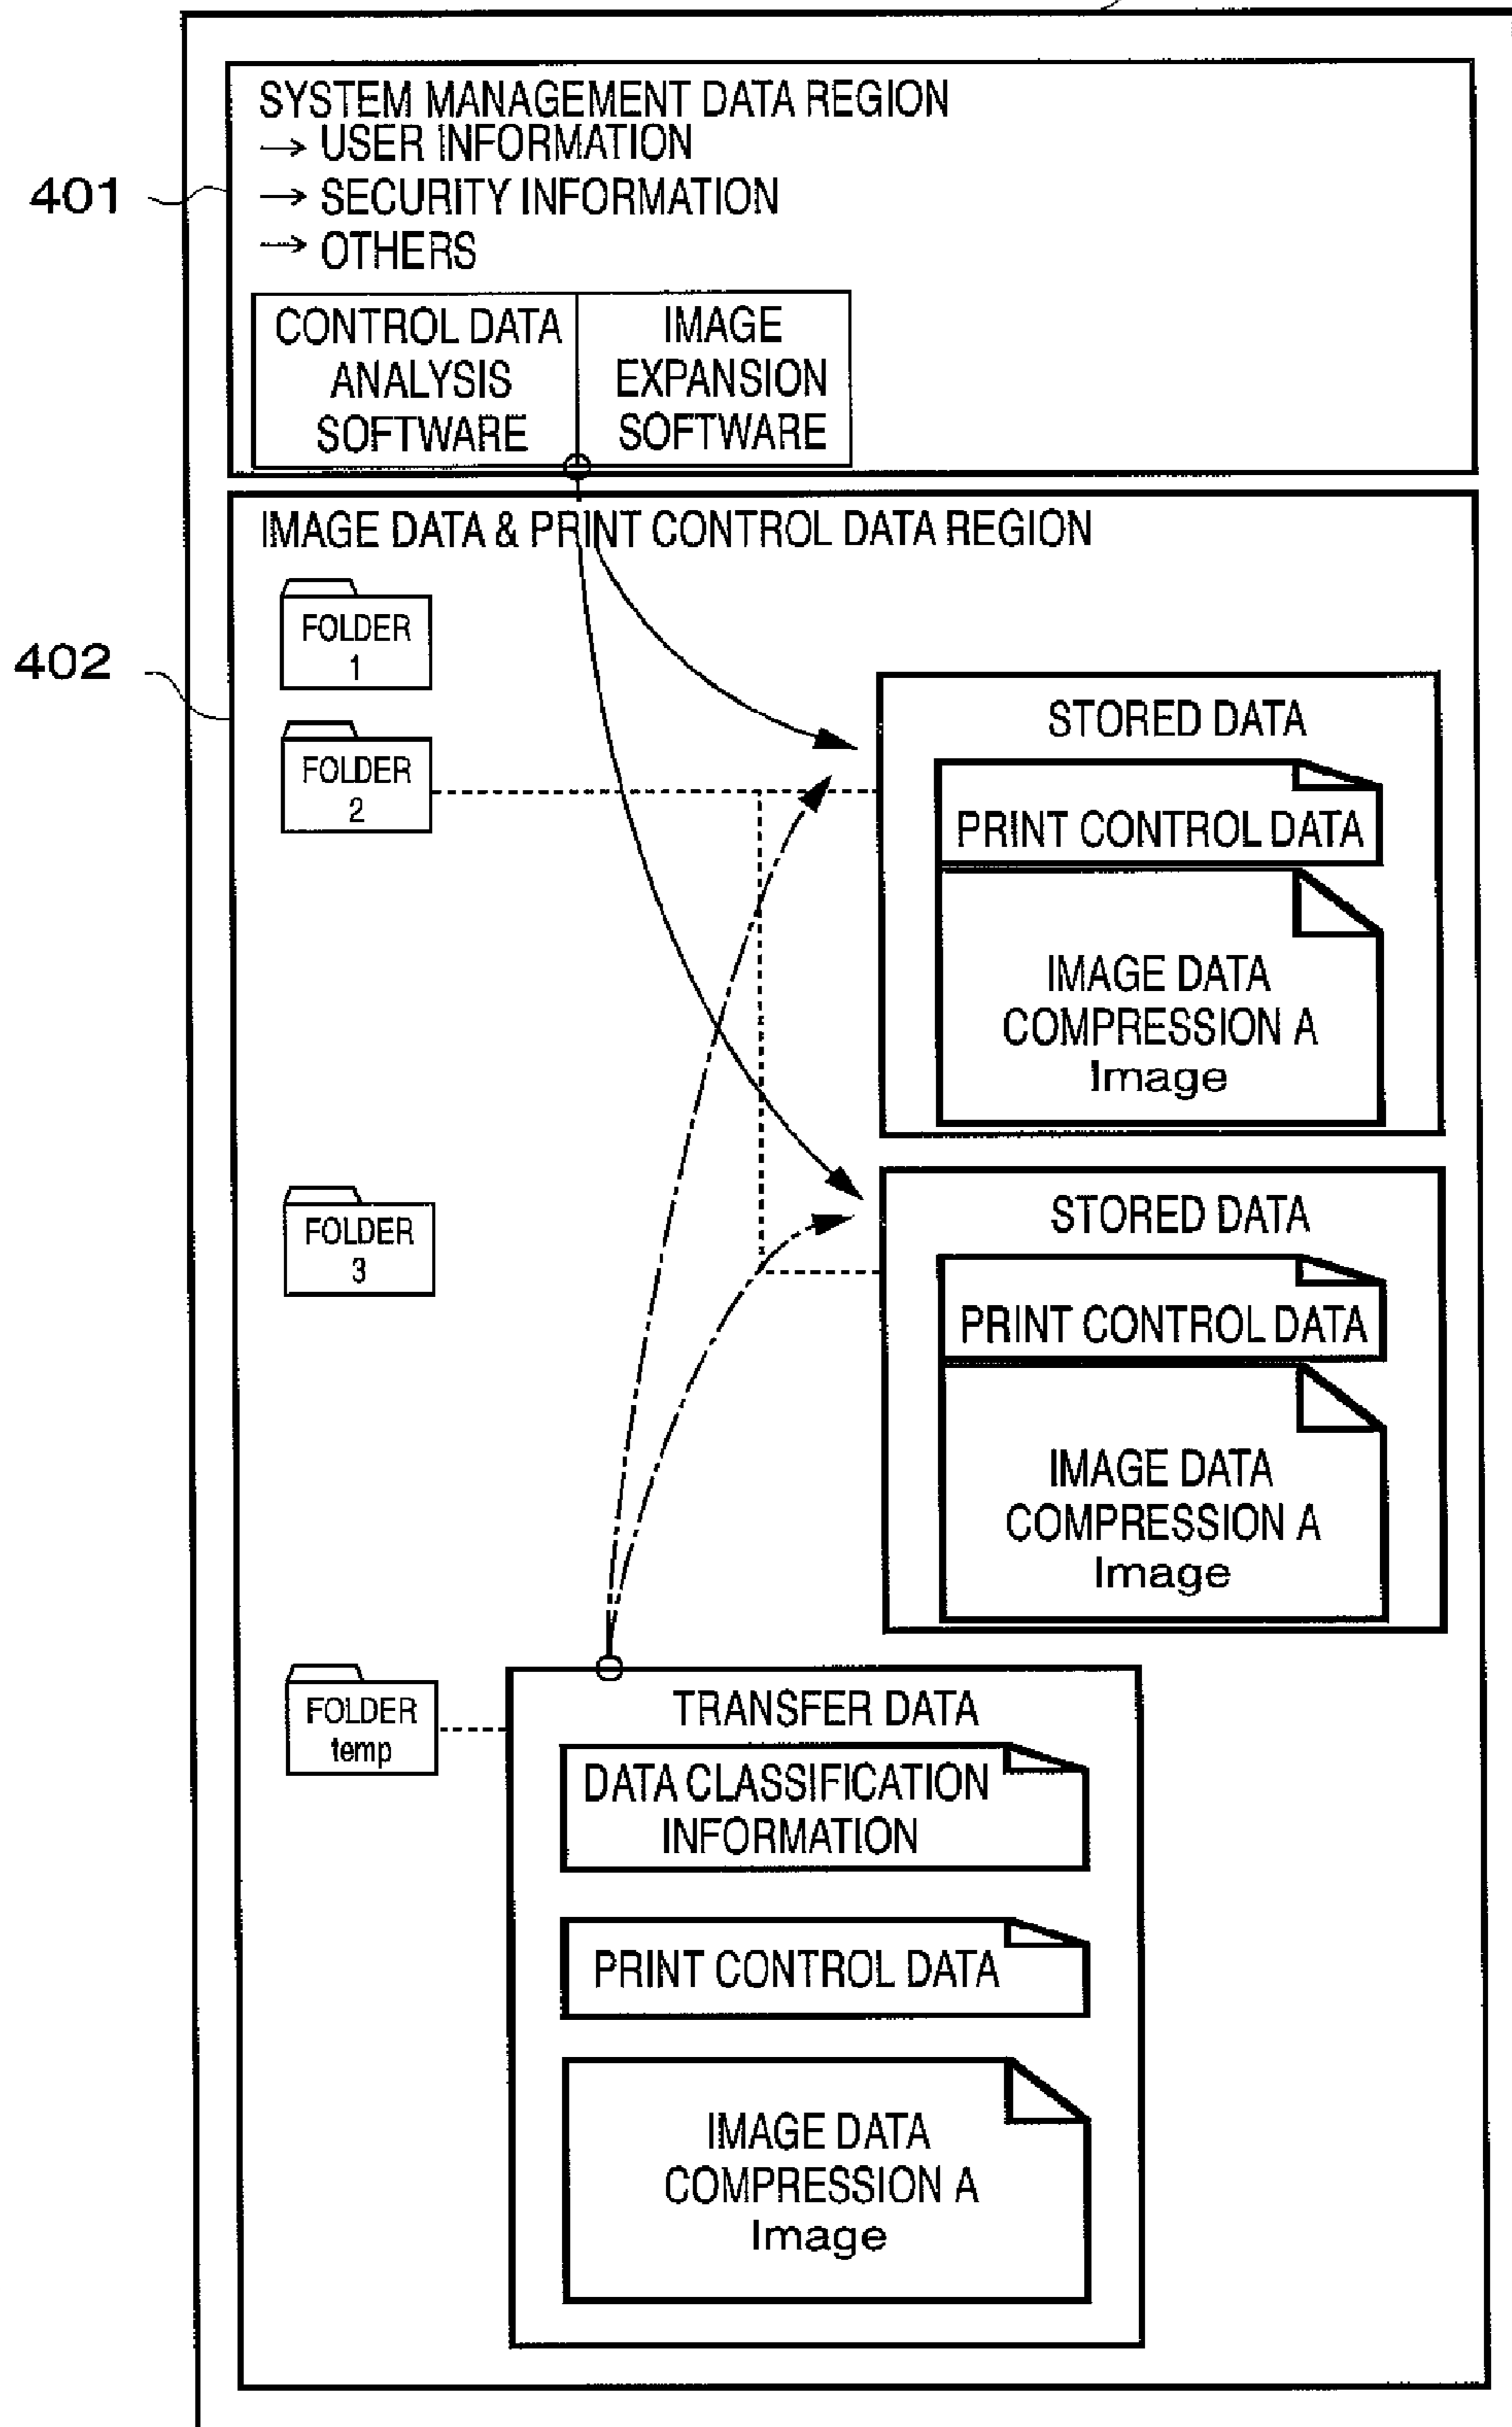 SYSTEM MANAGEMENT DATA REGION
→ USER INFORMATION
401
→ SECURITY INFORMATION
→ OTHERS
CONTROL DATA
ANALYSIS
SOFTWARE
IMAGE
EXPANSION
SOFTWARE
IMAGE DATA & PRINT CONTROL DATA REGION
402
FOLDER
1
FOLDER
2
STORED DATA
PRINT CONTROL DATA
IMAGE DATA
COMPRESSION A
Image
FOLDER
3
STORED DATA
PRINT CONTROL DATA
IMAGE DATA
COMPRESSION A
Image
FOLDER
temp
TRANSFER DATA
DATA CLASSIFICATION
INFORMATION
PRINT CONTROL DATA
IMAGE DATA
COMPRESSION A
Image